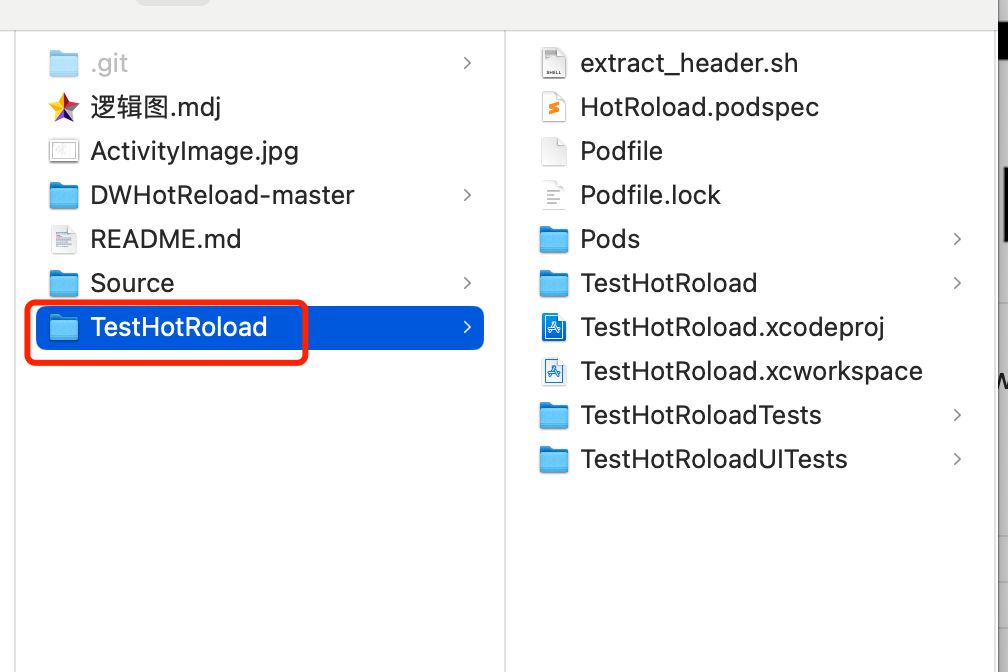 .git
逻辑图.mdj
ActivityImage.jpg
DWHotReload-master
README.md
Source
TestHotRoload
extract_header.sh
HotRoload.podspec
Podfile
Podfile.lock
Pods
TestHotRoload
TestHotRoload.xcodeproj
TestHotRoload.xcworkspace
TestHotRoloadTests
TestHotRoloadUITests